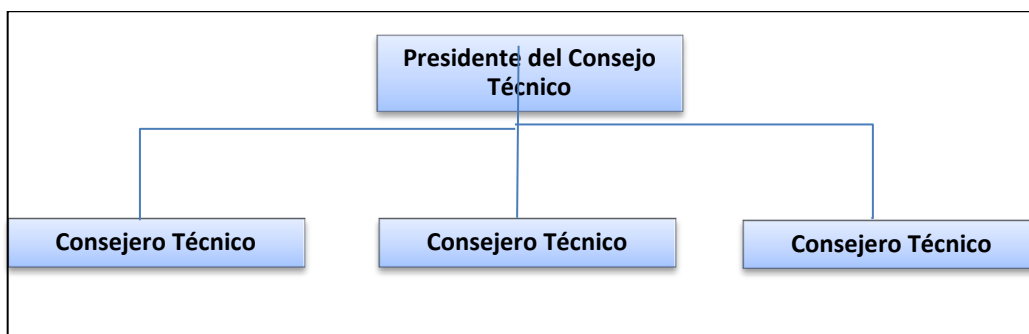 Presidente del Consejo
Técnico
Consejero Técnico
Consejero Técnico
Consejero Técnico